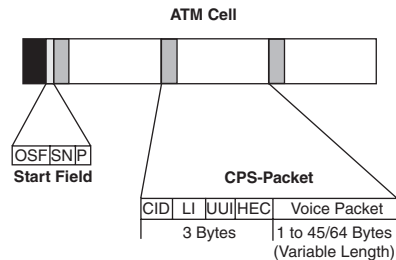 ATM Cell
OSF SN P
Start Field
CPS-Packet
CID LI UUI HEC Voice Packet
3 Bytes 1 to 45/64 Bytes
(Variable Length)